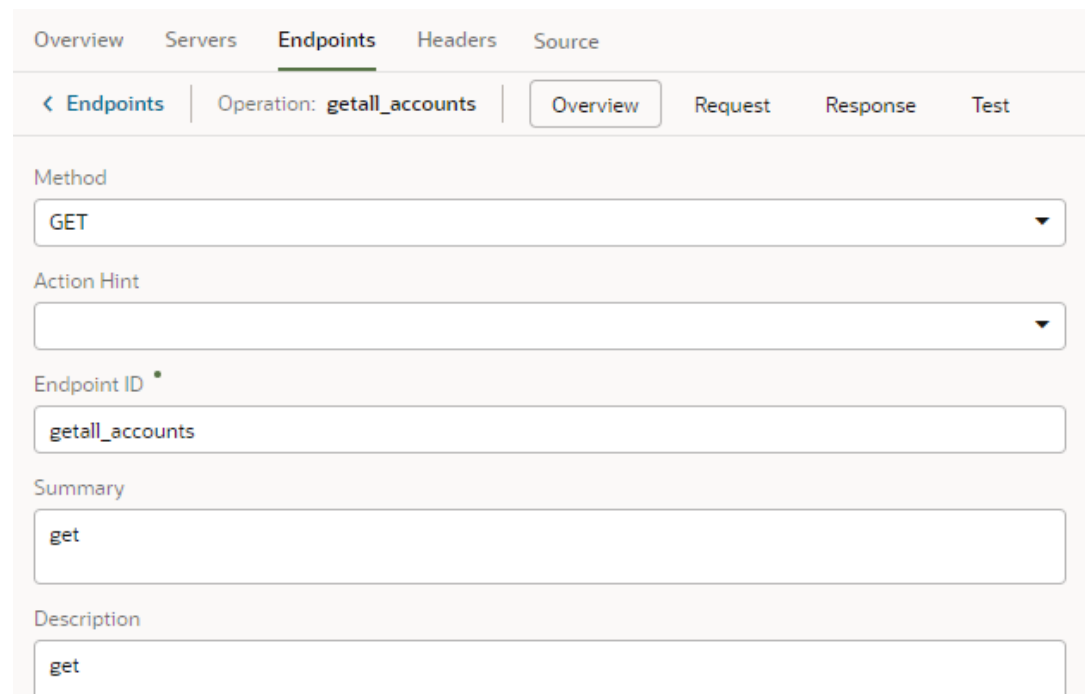 Overview Servers Endpoints Headers Source
Endpoints Operation: getall_accounts Overview Request Response Test
Method
GET
Action Hint
Endpoint ID
getall_accounts
Summary
get
Description
get